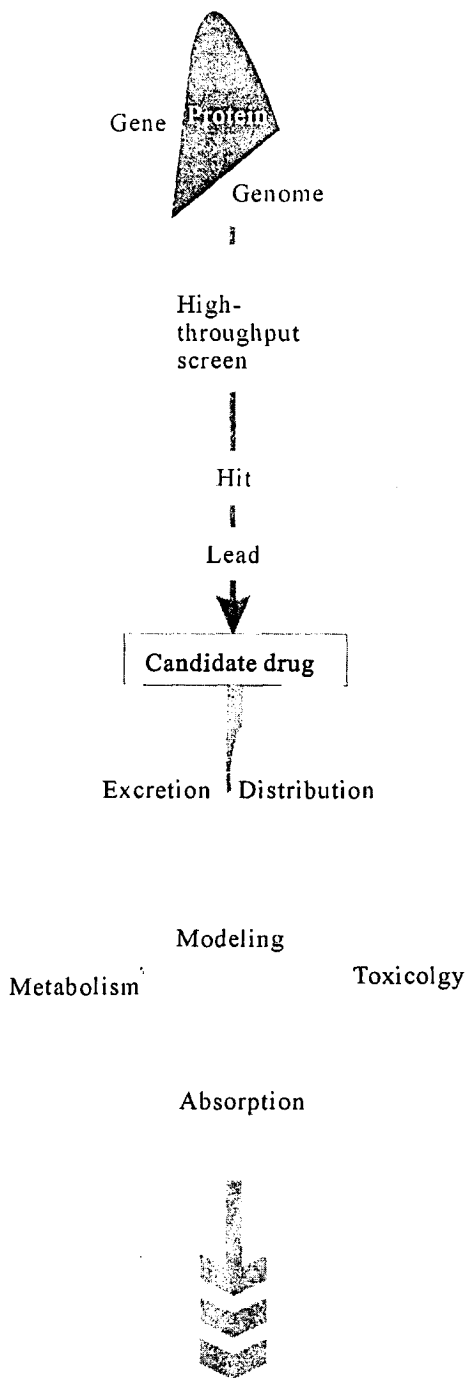 Gene
Protein
Genome
High-
throughput
screen
Hit
Lead
Candidate drug
Excretion Distribution
Modeling
Metabolism
Toxicolgy
Absorption